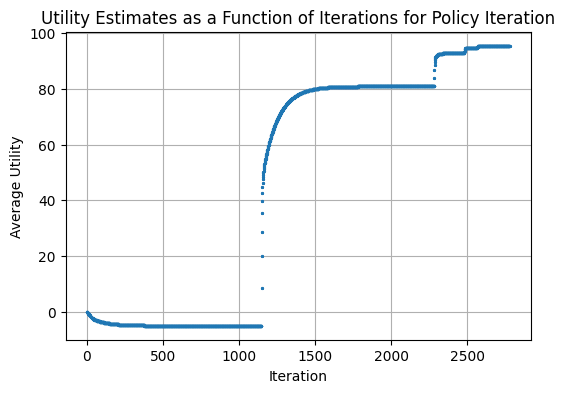 Utility Estimates as a Function of Iterations for Policy Iteration
100
80
60
40
20
0
Average Utility
0 500 1000 1500 2000 2500
Iteration